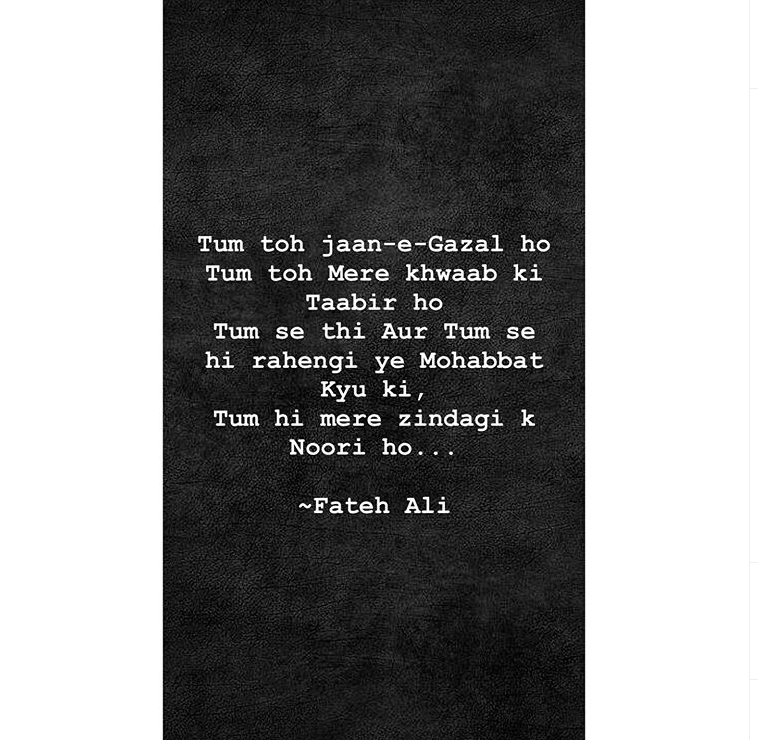 Tum toh jaan-e-Gazal ho
Tum toh Mere khwaab ki
Taabir ho
Tum se thi Aur Tum se
hi rahengi ye Mohabbat
Kyu ki,
Tum hi mere zindagi k
Noori ho...
~Fateh Ali